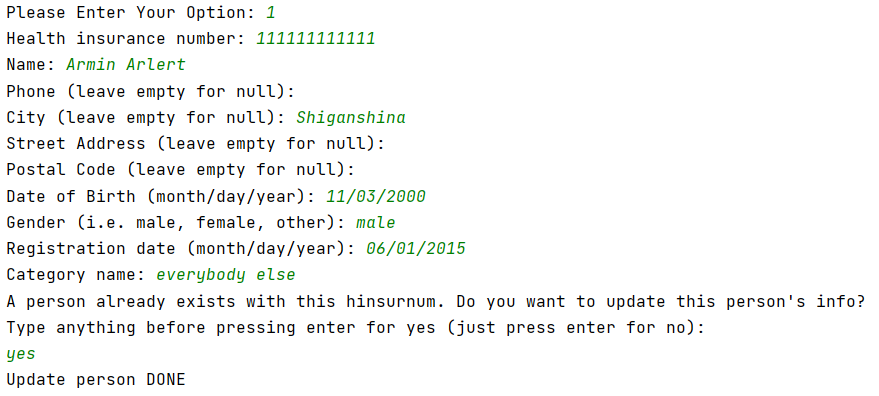 Please Enter Your Option: 1
Health insurance number: 111111111111
Name: Armin Arlert
Phone (leave empty for null):
City (leave empty for null): Shiganshina
Street Address (leave empty for null):
Postal Code (leave empty for null):
Date of Birth (month/day/year): 11/03/2000
Gender (i.e. male, female, other): male
Registration date (month/day/year): 06/01/2015
Category name: everybody else
A person already exists with this hinsurnum. Do you want to update this person's info?
Type anything before pressing enter for yes (just press enter for no):
yes
Update person DONE